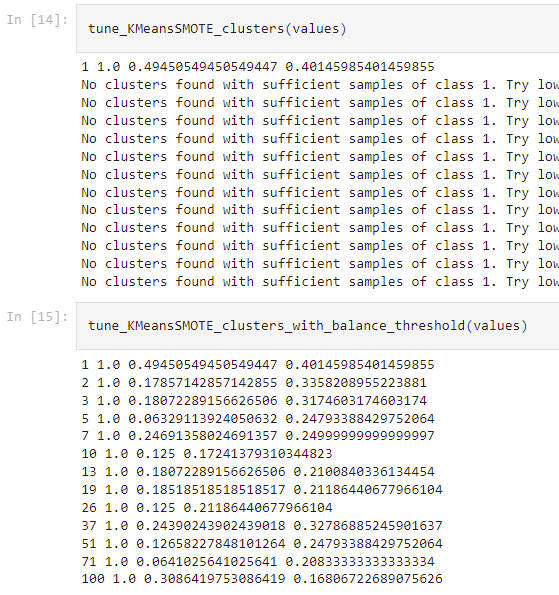 In [14]:
tune_KMeansSMOTE_clusters(values)
1 1.0 0.49450549450549447 0.40145985401459855
No clusters found with sufficient samples of class 1. Try low
No clusters found with sufficient samples of class 1. Try low
No clusters found with sufficient samples of class 1. Try low
No clusters found with sufficient samples of class 1. Try low
No clusters found with sufficient samples of class 1. Try low
No clusters found with sufficient samples of class 1. Try low
No clusters found with sufficient samples of class 1. Try low
No clusters found with sufficient samples of class 1. Try low
No clusters found with sufficient samples of class 1. Try low
No clusters found with sufficient samples of class 1. Try low
No clusters found with sufficient samples of class 1. Try low
No clusters found with sufficient samples of class 1. Try low
In [15]:
tune_KMeansSMOTE_clusters_with_balance_threshold(values)
1 1.0 0.49450549450549447 0.40145985401459855
2 1.0 0.17857142857142855 0.3358208955223881
3 1.0 0.18072289156626506 0.3174603174603174
5 1.0 0.06329113924050632 0.24793388429752064
7 1.0 0.24691358024691357 0.24999999999999997
10 1.0 0.125 0.17241379310344823
13 1.0 0.18072289156626506 0.2100840336134454
19 1.0 0.18518518518518517 0.21186440677966104
26 1.0 0.125 0.21186440677966104
37 1.0 0.24390243902439018 0.32786885245901637
51 1.0 0.12658227848101264 0.24793388429752064
71 1.0 0.0641025641025641 0.20833333333333334
100 1.0 0.3086419753086419 0.16806722689075626